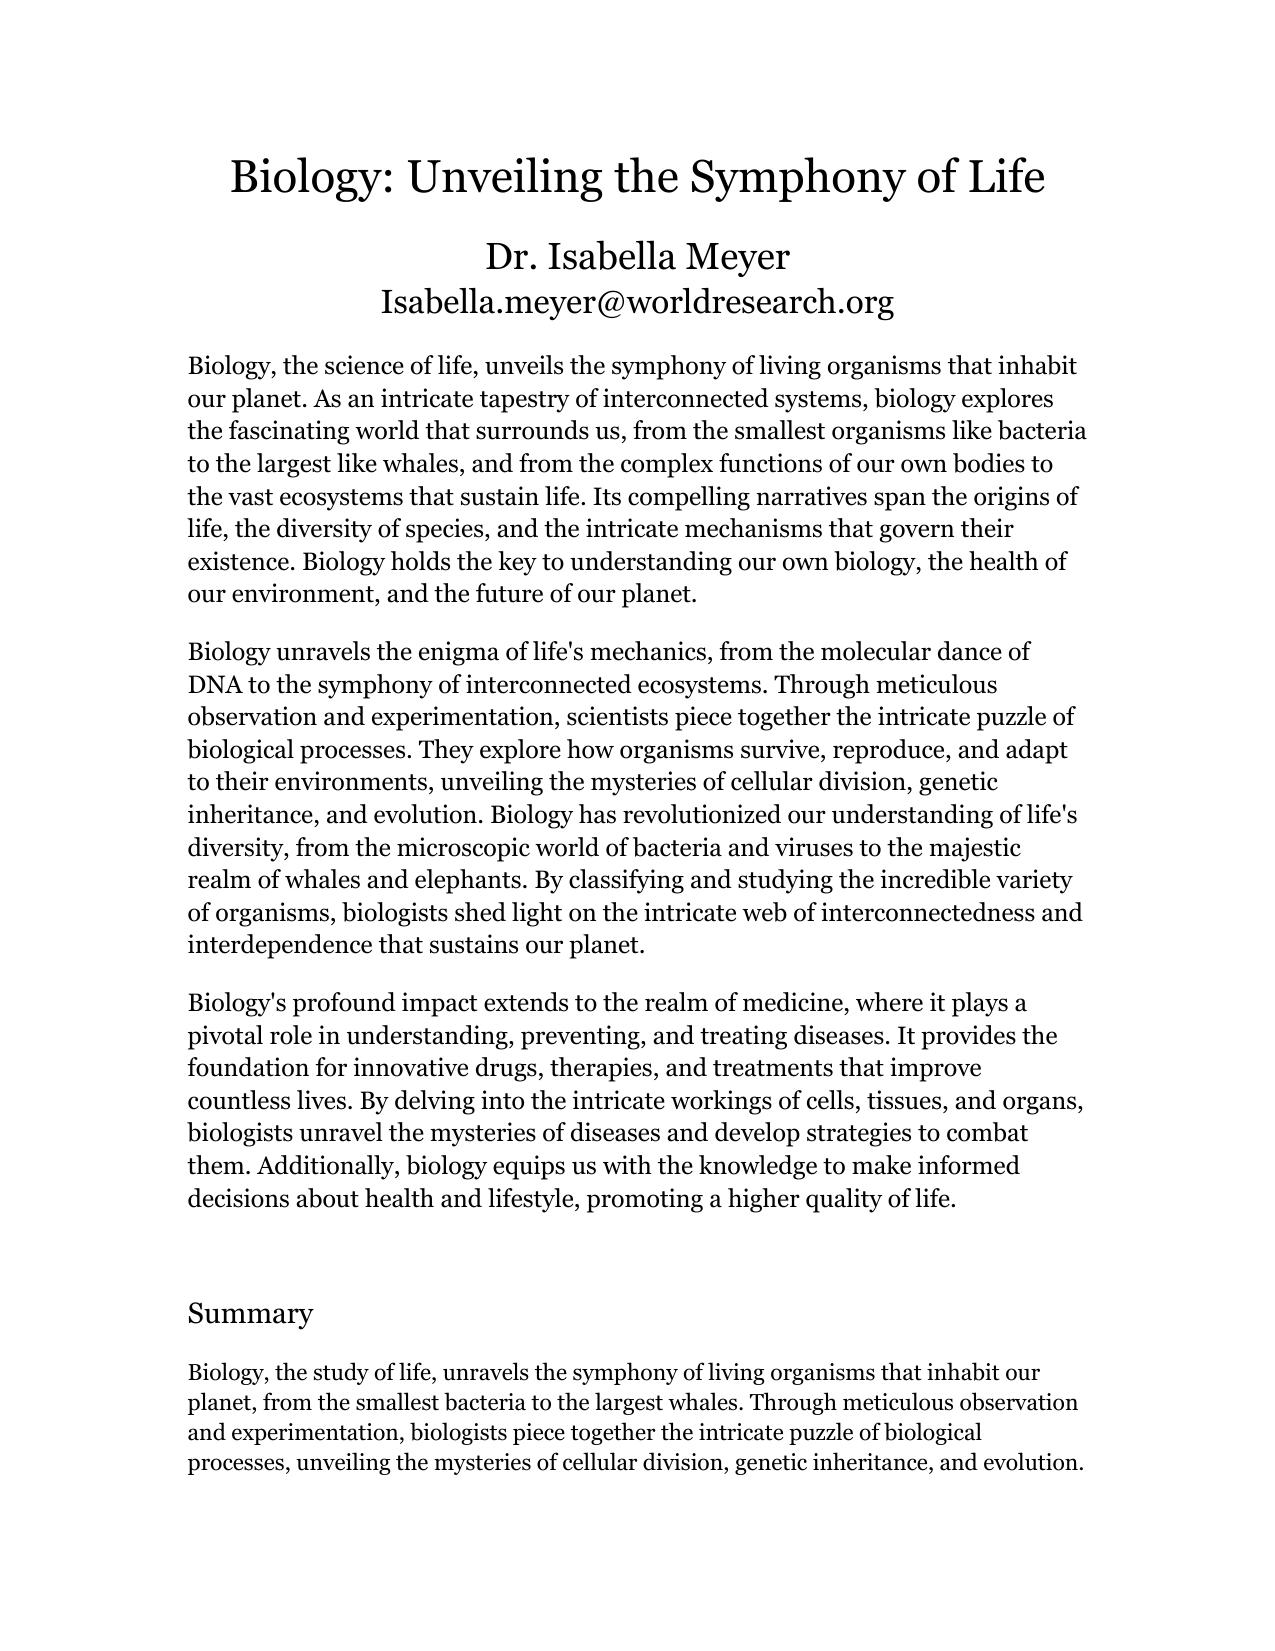 Biology: Unveiling the Symphony of Life
Dr. Isabella Meyer
Isabella.meyer@worldresearch.org
Biology, the science of life, unveils the symphony of living organisms that inhabit
our planet. As an intricate tapestry of interconnected systems, biology explores
the fascinating world that surrounds us, from the smallest organisms like bacteria
to the largest like whales, and from the complex functions of our own bodies to
the vast ecosystems that sustain life. Its compelling narratives span the origins of
life, the diversity of species, and the intricate mechanisms that govern their
existence. Biology holds the key to understanding our own biology, the health of
our environment, and the future of our planet.
Biology unravels the enigma of life's mechanics, from the molecular dance of
DNA to the symphony of interconnected ecosystems. Through meticulous
observation and experimentation, scientists piece together the intricate puzzle of
biological processes. They explore how organisms survive, reproduce, and adapt
to their environments, unveiling the mysteries of cellular division, genetic
inheritance, and evolution. Biology has revolutionized our understanding of life's
diversity, from the microscopic world of bacteria and viruses to the majestic
realm of whales and elephants. By classifying and studying the incredible variety
of organisms, biologists shed light on the intricate web of interconnectedness and
interdependence that sustains our planet.
Biology's profound impact extends to the realm of medicine, where it plays a
pivotal role in understanding, preventing, and treating diseases. It provides the
foundation for innovative drugs, therapies, and treatments that improve
countless lives. By delving into the intricate workings of cells, tissues, and organs,
biologists unravel the mysteries of diseases and develop strategies to combat
them. Additionally, biology equips us with the knowledge to make informed
decisions about health and lifestyle, promoting a higher quality of life.
Summary
Biology, the study of life, unravels the symphony of living organisms that inhabit our
planet, from the smallest bacteria to the largest whales. Through meticulous observation
and experimentation, biologists piece together the intricate puzzle of biological
processes, unveiling the mysteries of cellular division, genetic inheritance, and evolution.